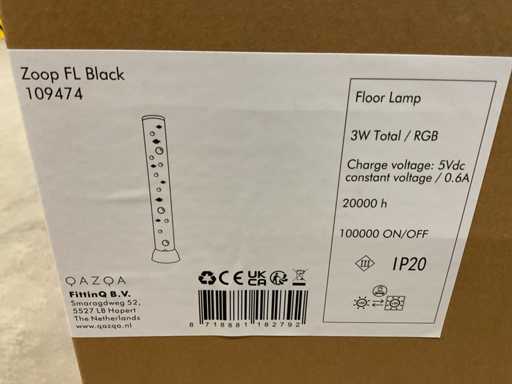 Zoop FL Black
109474
Floor Lamp
3W Total / RGB
Charge voltage: 5Vdc
constant voltage / 0.6A
20000 h
100000 ON/OFF
III IP20
QAZQA
FittinQ B.V.
Smaragdweg 52,
5527 LB Hapert
The Netherlands
www.qazqa.nl
CE UK CA
8 718881 182792